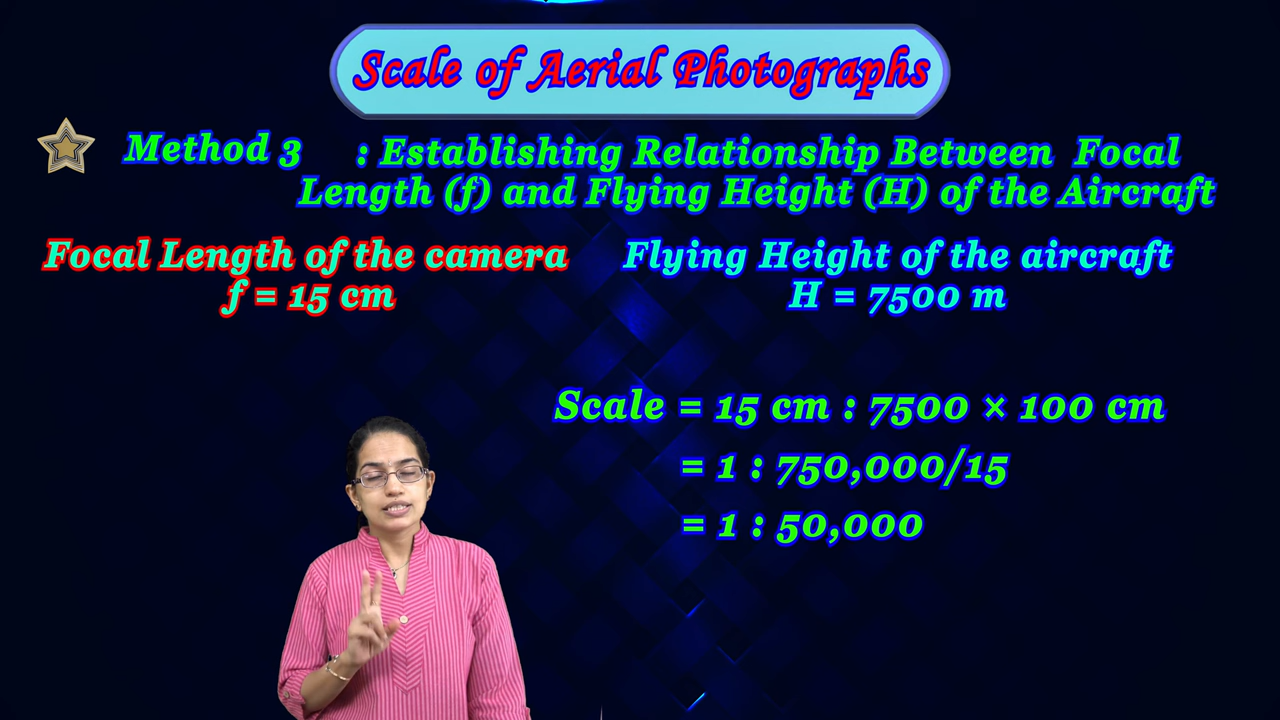 Scale of Aerial Photographs
Method 3 : Establishing Relationship Between Focal
Length (f) and Flying Height (H) of the Aircraft
Focal Length of the camera
f = 15 cm
Flying Height of the aircraft
H = 7500 m
Scale = 15 cm : 7500 × 100 cm
= 1 : 750,000/15
= 1 : 50,000